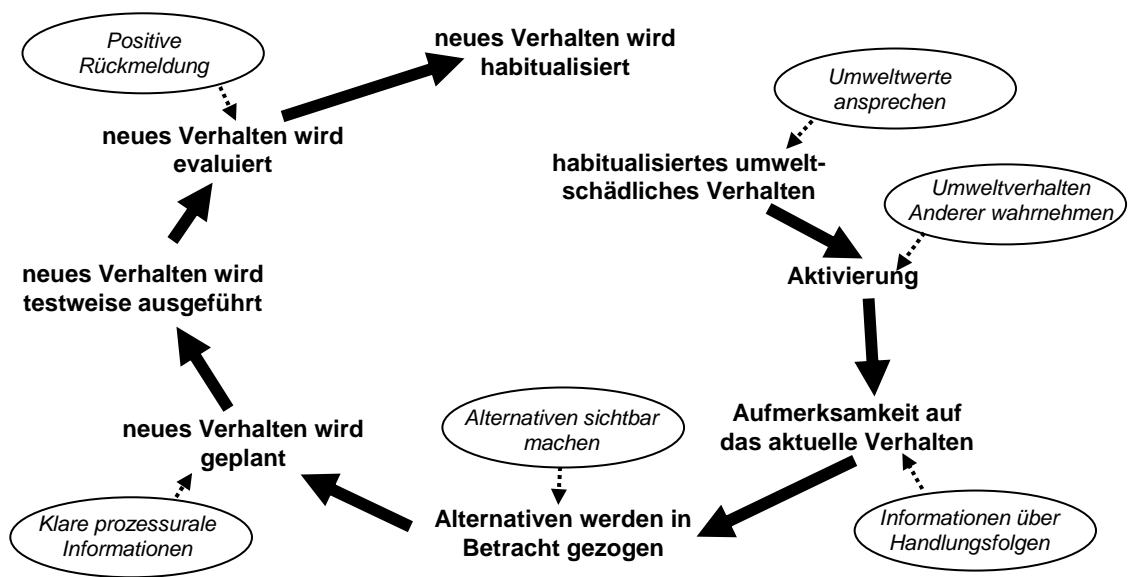 Positive
Rückmeldung
neues Verhalten wird
habitualisiert
Umweltwerte
ansprechen
neues Verhalten wird
evaluiert
habitualisiertes umwelt-
schädliches Verhalten
Umweltverhalten
Anderer wahrnehmen
neues Verhalten wird
testweise ausgeführt
Aktivierung
Alternativen sichtbar
machen
Aufmerksamkeit auf
das aktuelle Verhalten
neues Verhalten wird
geplant
Klare prozessurale
Informationen
Alternativen werden in
Betracht gezogen
Informationen über
Handlungsfolgen